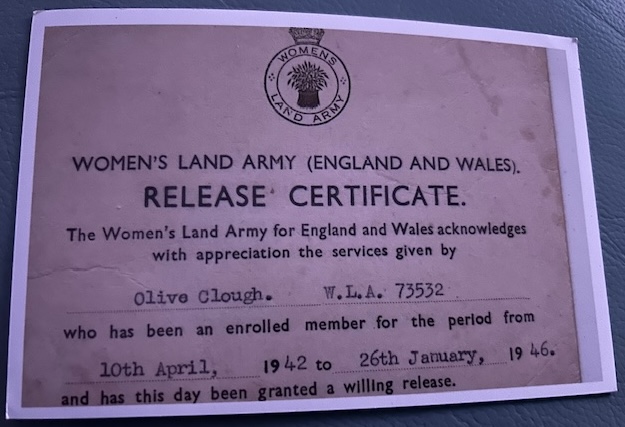 WOMENS
LAND ARMY
WOMEN'S LAND ARMY (ENGLAND AND WALES).
RELEASE CERTIFICATE.
The Women's Land Army for England and Wales acknowledges
with appreciation the services given by
Olive Clough. W.L.A. 73532
who has been an enrolled member for the period from
10th April, 1942 to 26th January, 1946.
and has this day been granted a willing release.